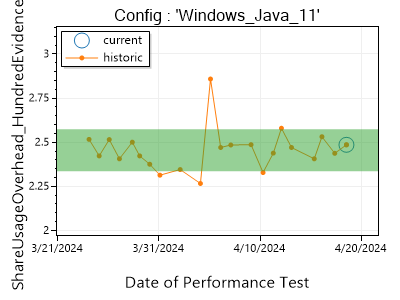 Config : 'Windows_Java_11'
current
historic
ShareUsageOverhead_HundredEvidence
3
2.75
2.5
2.25
2
3/21/2024 3/31/2024 4/10/2024 4/20/2024
Date of Performance Test